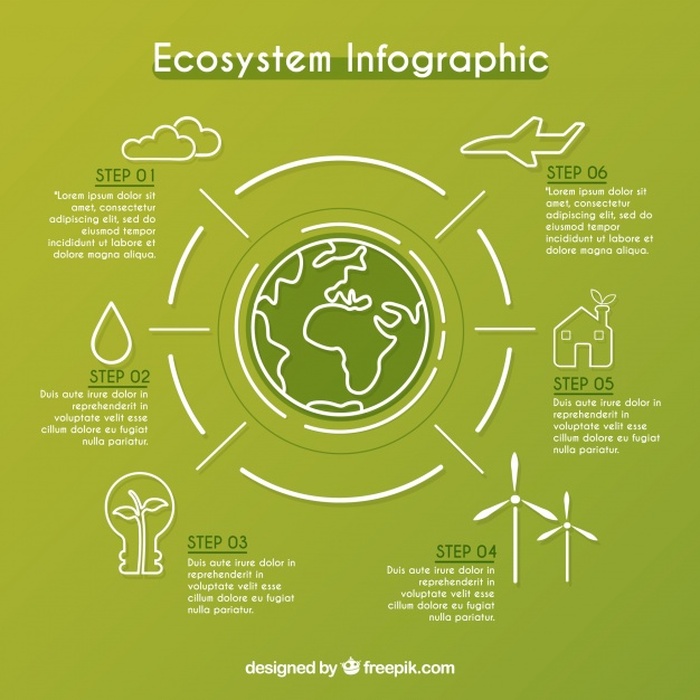 Ecosystem Infographic
STEP 01
"Lorem ipsum dolor sit
amet, consectetur
adipiscing elit, sed do
eiusmod tempor
incididunt ut labore et
dolore magna aliqua.
STEP 02
Duis aute irure dolor in
reprehenderit in
voluptate velit esse
cillum dolore eu fugiat
nulla pariatur.
STEP 03
Duis aute irure dolor in
reprehenderit in
voluptate velit esse
cillum dolore eu fugiat
nulla pariatur.
STEP 04
Duis aute irure dolor in
reprehenderit in
voluptate velit esse
cillum dolore eu fugiat
nulla pariatur.
STEP 05
Duis aute irure dolor in
reprehenderit in
voluptate velit esse
cillum dolore eu fugiat
nulla pariatur.
STEP 06
"Lorem ipsum dolor sit
amet, consectetur
adipiscing elit, sed do
eiusmod tempor
incididunt ut labore et
dolore magna aliqua.
designed by freepik.com